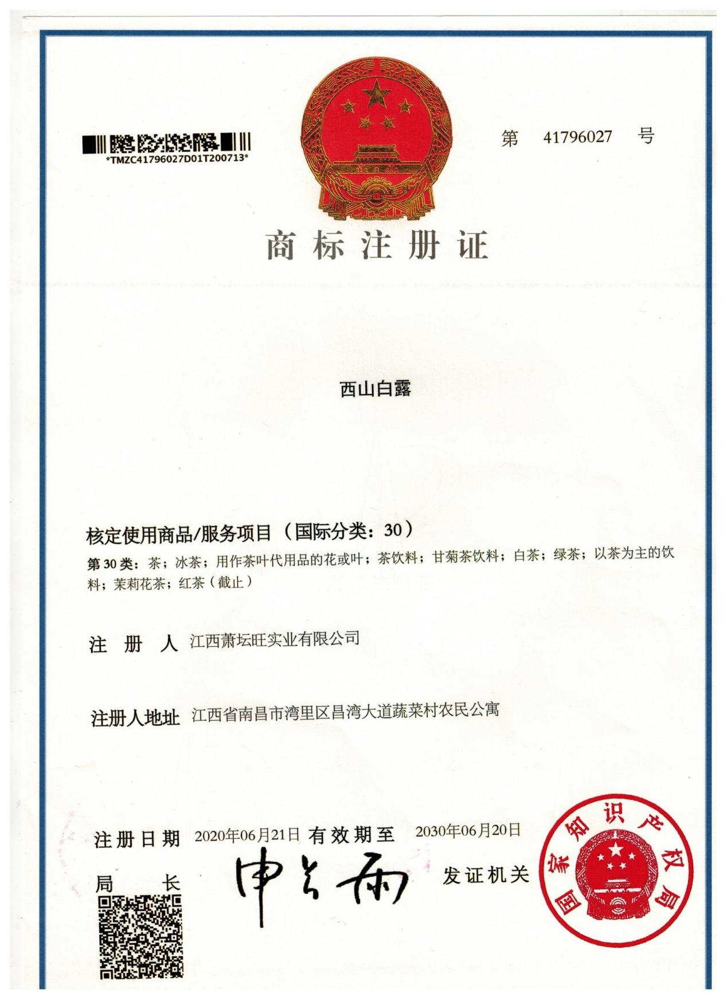 第 41796027 号
*TMZC41796027D01T200713*
商标注册证
西山白露
核定使用商品/服务项目（国际分类：30）
第30类：茶；冰茶；用作茶叶代用品的花或叶；茶饮料；甘菊茶饮料；白茶；绿茶；以茶为主的饮
料；茉莉花茶；红茶（截止）
注册人 江西萧坛旺实业有限公司
注册人地址 江西省南昌市湾里区昌湾大道蔬菜村农民公寓
注册日期 2020年06月21日 有效期至 2030年06月20日
局长 申长雨 发证机关
国家知识产权局